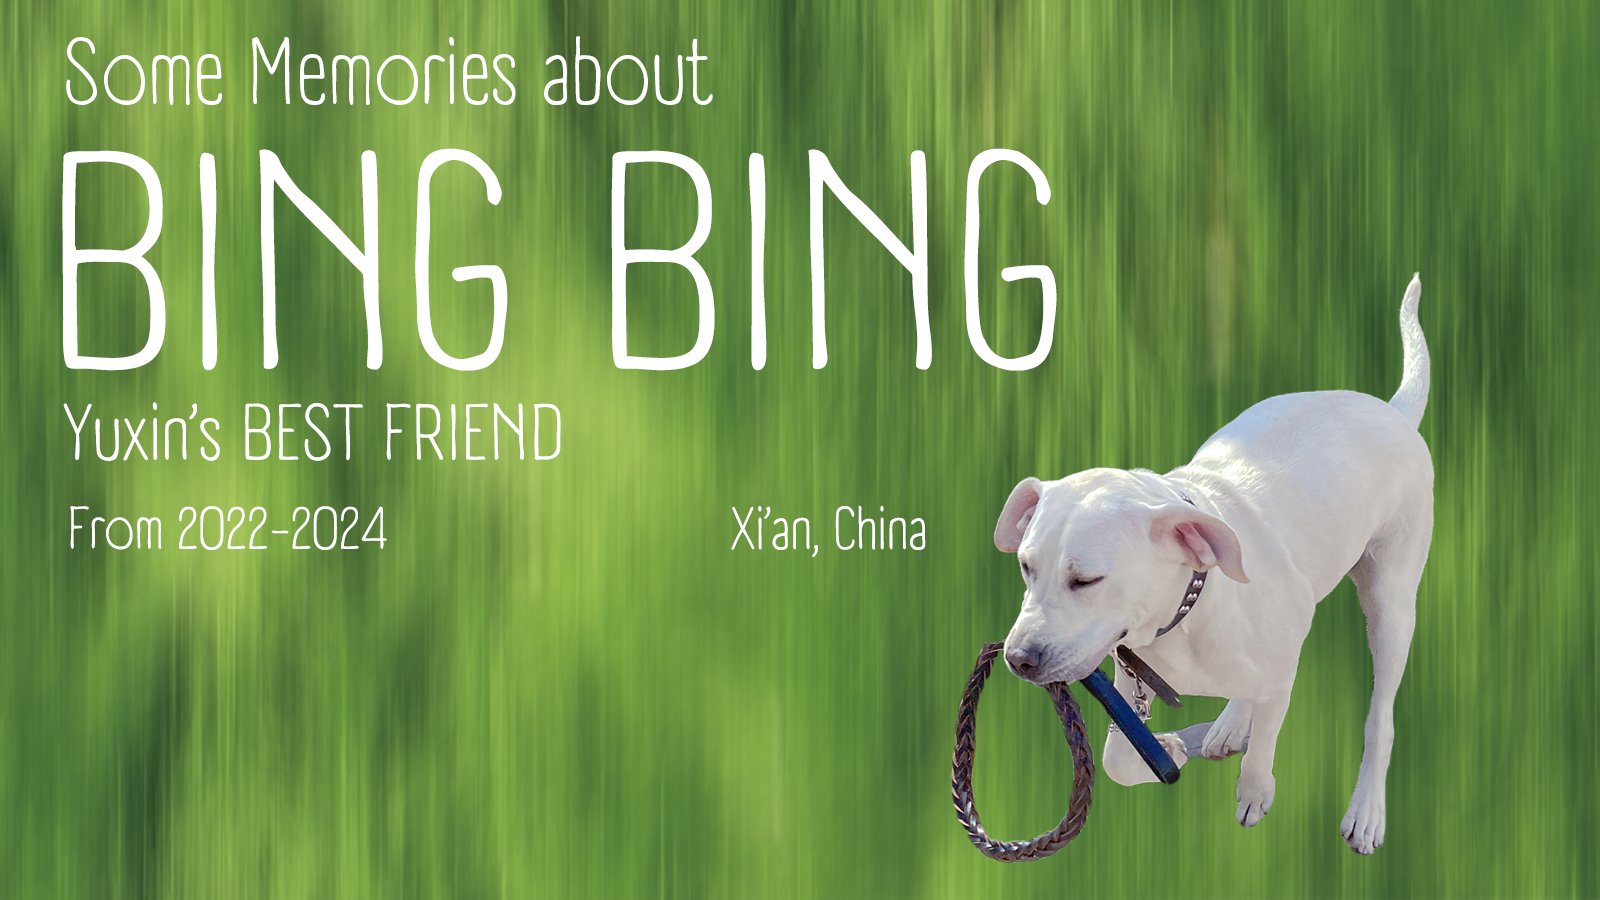 Some Memories about
BING BING
Yuxin's BEST FRIEND
From 2022-2024
Xi'an, China